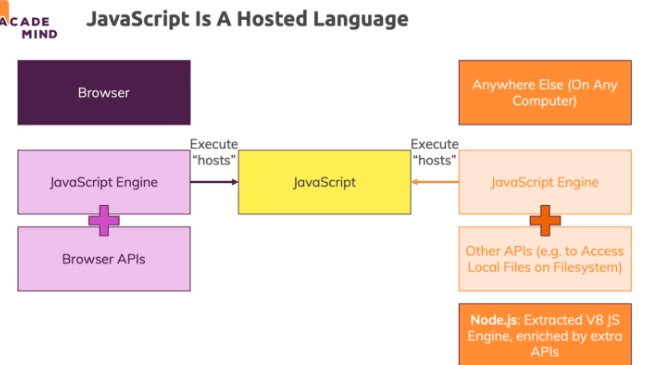 ACADE
MIND
JavaScript Is A Hosted Language
Browser
Anywhere Else (On Any
Computer)
Execute
“hosts”
Execute
“hosts”
JavaScript Engine
JavaScript
JavaScript Engine
Browser APIs
Other APIs (e.g. to Access
Local Files on Filesystem)
Node.js: Extracted V8 JS
Engine, enriched by extra
APIs